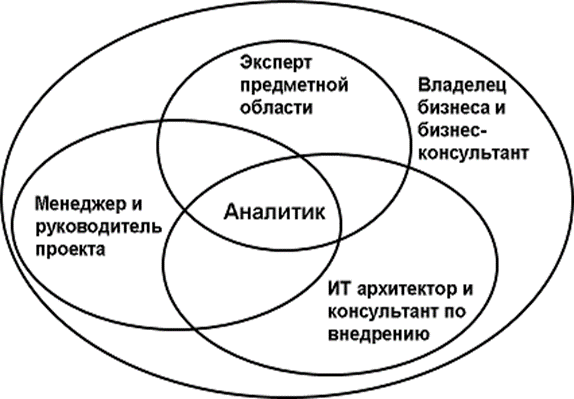 Эксперт
предметной
области
Владелец
бизнеса и
бизнес-
консультант
Менеджер и
руководитель
проекта
Аналитик
ИТ архитектор и
консультант по
внедрению